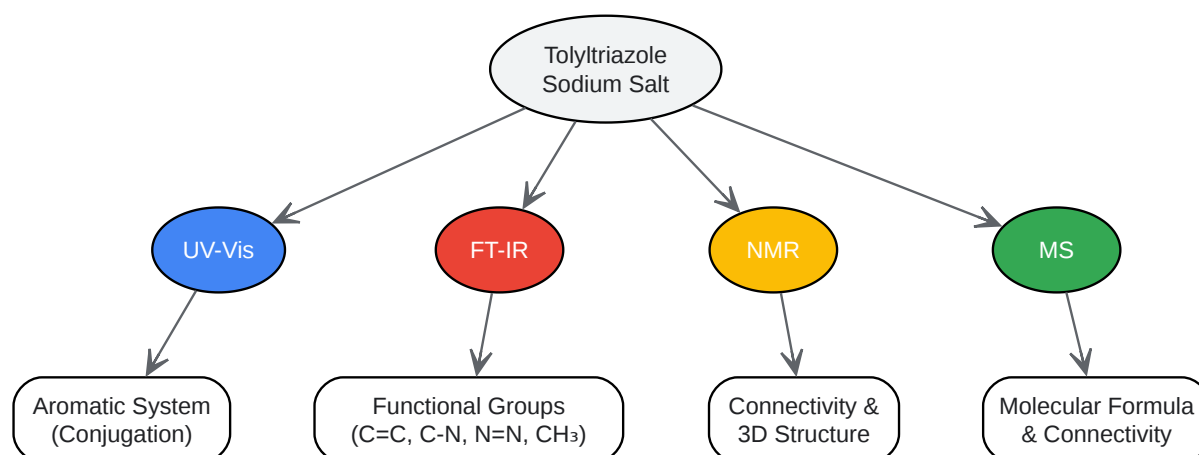 Tolyltriazole
Sodium Salt
UV-Vis
FT-IR
NMR
MS
Aromatic System
(Conjugation)
Functional Groups
(C=C, C-N, N=N, CH₃)
Connectivity &
3D Structure
Molecular Formula
& Connectivity